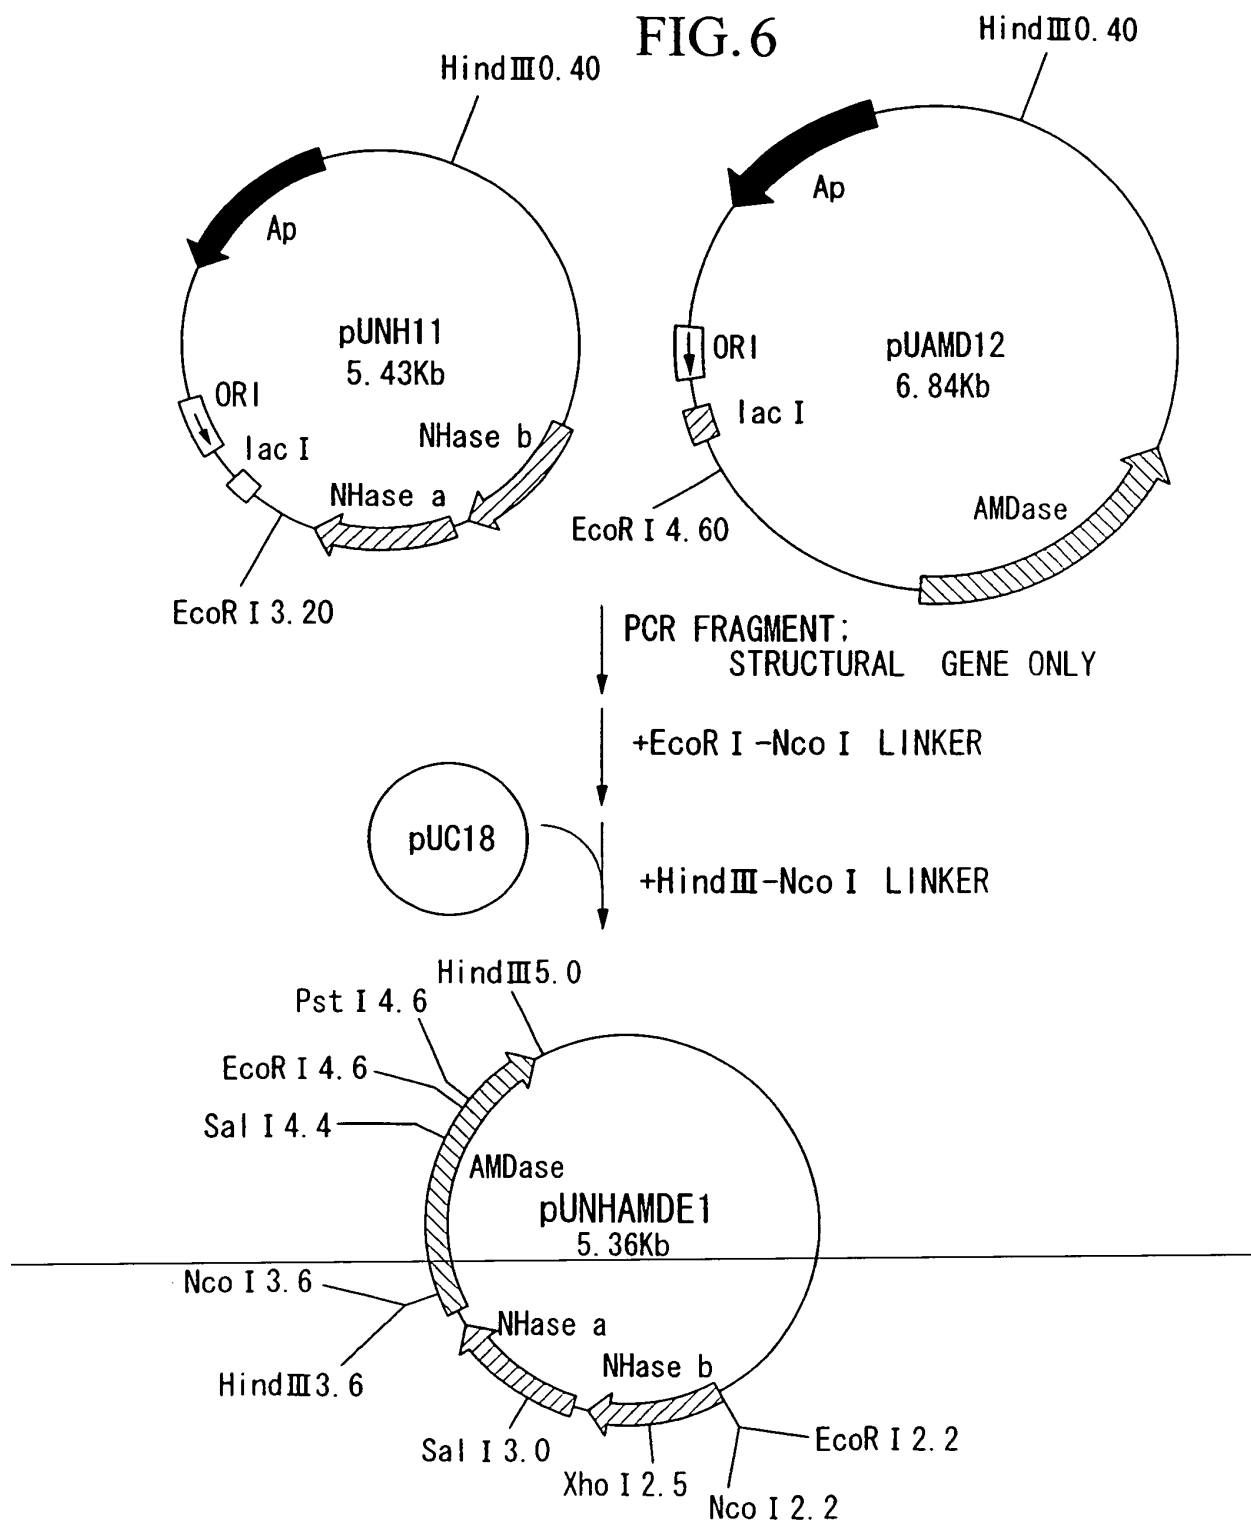 FIG. 6
HindⅢ0. 40
Ap
pUNH11
5. 43Kb
ORI
lac I
NHase b
NHase a
EcoR I 3. 20
HindⅢ0. 40
Ap
pUAMD12
6. 84Kb
ORI
lac I
EcoR I 4. 60
AMDase
PCR FRAGMENT;
STRUCTURAL GENE ONLY
+EcoR I -Nco I LINKER
pUC18
+HindⅢ-Nco I LINKER
HindⅢ5. 0
Pst I 4. 6
EcoR I 4. 6
Sal I 4. 4
AMDase
pUNHAMDE1
5. 36Kb
Nco I 3. 6
HindⅢ3. 6
NHase a
NHase b
Sal I 3. 0
Xho I 2. 5
EcoR I 2. 2
Nco I 2. 2